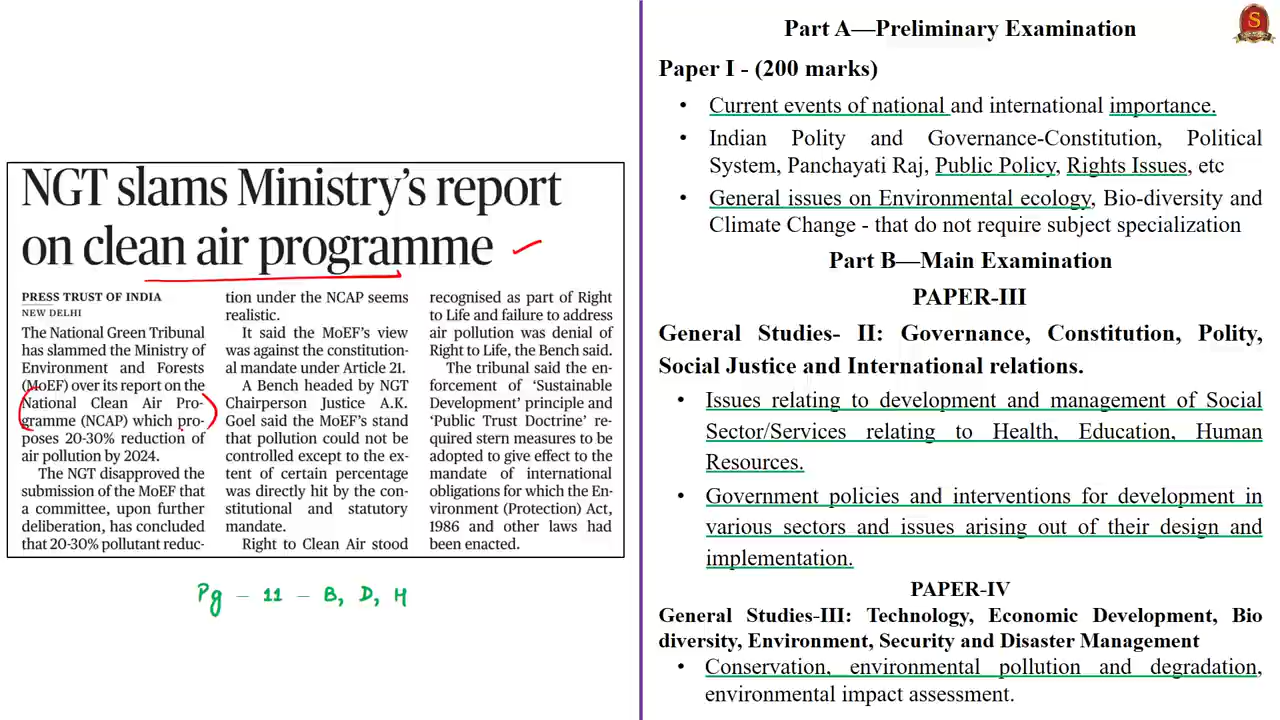 NGT slams Ministry's report
on clean air programme
PRESS TRUST OF INDIA
NEW DELHI
The National Green Tribunal
has slammed the Ministry of
Environment and Forests
(MoEF) over its report on the
National Clean Air Pro-
gramme (NCAP) which pro-
poses 20-30% reduction of
air pollution by 2024.
The NGT disapproved the
submission of the MoEF that
a committee, upon further
deliberation, has concluded
that 20-30% pollutant reduc-
tion under the NCAP seems
realistic.
It said the MoEF's view
was against the constitution-
al mandate under Article 21.
A Bench headed by NGT
Chairperson Justice A.K.
Goel said the MoEF's stand
that pollution could not be
controlled except to the ex-
tent of certain percentage
was directly hit by the con-
stitutional and statutory
mandate.
Right to Clean Air stood
recognised as part of Right
to Life and failure to address
air pollution was denial of
Right to Life, the Bench said.
The tribunal said the en-
forcement of 'Sustainable
Development' principle and
'Public Trust Doctrine' re-
quired stern measures to be
adopted to give effect to the
mandate of international
obligations for which the En-
vironment (Protection) Act,
1986 and other laws had
been enacted.
Pg - 11 - B, D, H
Part A—Preliminary Examination
Paper I - (200 marks)
• Current events of national and international importance.
• Indian Polity and Governance-Constitution, Political
System, Panchayati Raj, Public Policy, Rights Issues, etc
• General issues on Environmental ecology, Bio-diversity and
Climate Change - that do not require subject specialization
Part B—Main Examination
PAPER-III
General Studies- II: Governance, Constitution, Polity,
Social Justice and International relations.
• Issues relating to development and management of Social
Sector/Services relating to Health, Education, Human
Resources.
• Government policies and interventions for development in
various sectors and issues arising out of their design and
implementation.
PAPER-IV
General Studies-III: Technology, Economic Development, Bio
diversity, Environment, Security and Disaster Management
• Conservation, environmental pollution and degradation,
environmental impact assessment.
S